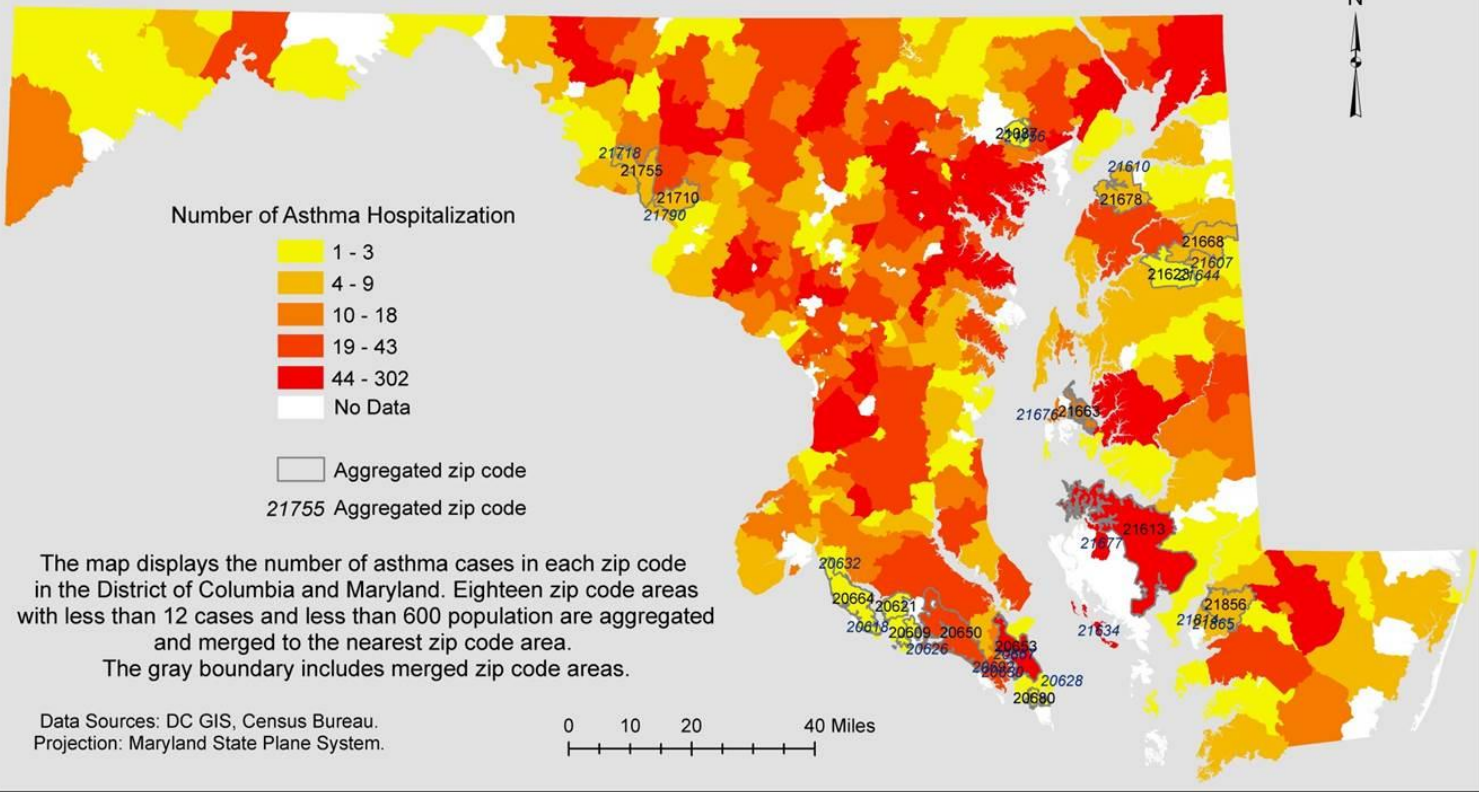 N
21087
21718
21755
21610
21710
21678
21790
21668
21607
21623
21644
21676
21663
21613
21677
20632
20664
20621
21856
20618
20609
20650
21634
21865
20626
20653
20628
20680
Number of Asthma Hospitalization
1 - 3
4 - 9
10 - 18
19 - 43
44 - 302
No Data
Aggregated zip code
21755 Aggregated zip code
The map displays the number of asthma cases in each zip code
in the District of Columbia and Maryland. Eighteen zip code areas
with less than 12 cases and less than 600 population are aggregated
and merged to the nearest zip code area.
The gray boundary includes merged zip code areas.
Data Sources: DC GIS, Census Bureau.
Projection: Maryland State Plane System.
0 10 20 40 Miles